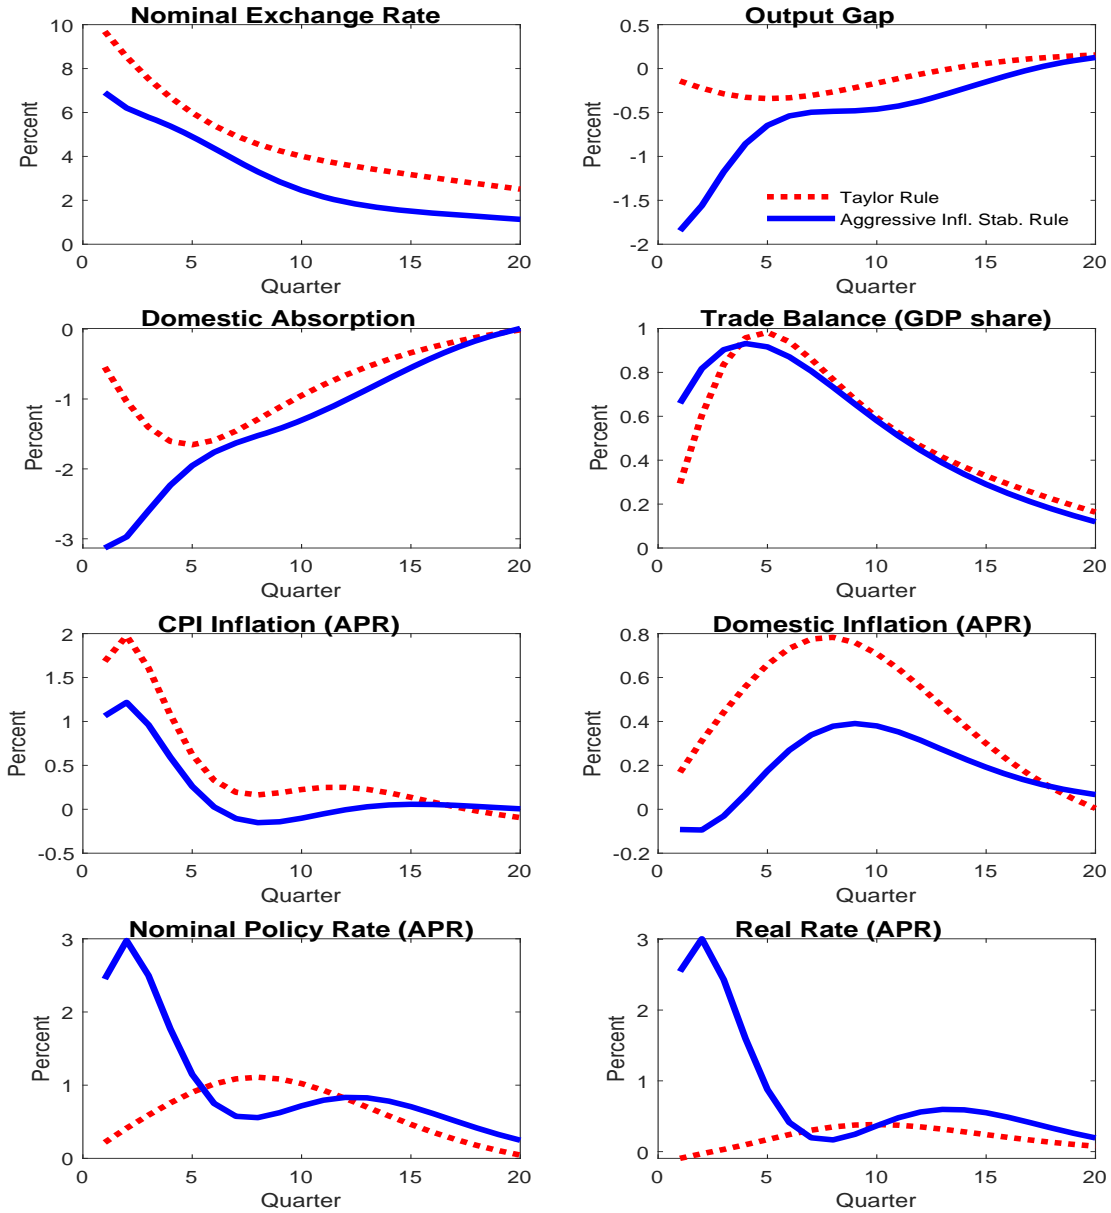 Nominal Exchange Rate
10
8
6
4
2
0
Percent
0 5 10 15 20
Quarter
Output Gap
0.5
0
-0.5
-1
-1.5
-2
Percent
Taylor Rule
Aggressive Infl. Stab. Rule
0 5 10 15 20
Quarter
Domestic Absorption
0
-1
-2
-3
Percent
0 5 10 15 20
Quarter
Trade Balance (GDP share)
1
0.8
0.6
0.4
0.2
0
Percent
0 5 10 15 20
Quarter
CPI Inflation (APR)
2
1.5
1
0.5
0
-0.5
Percent
0 5 10 15 20
Quarter
Domestic Inflation (APR)
0.8
0.6
0.4
0.2
0
-0.2
Percent
0 5 10 15 20
Quarter
Nominal Policy Rate (APR)
3
2
1
0
Percent
0 5 10 15 20
Quarter
Real Rate (APR)
3
2
1
0
Percent
0 5 10 15 20
Quarter